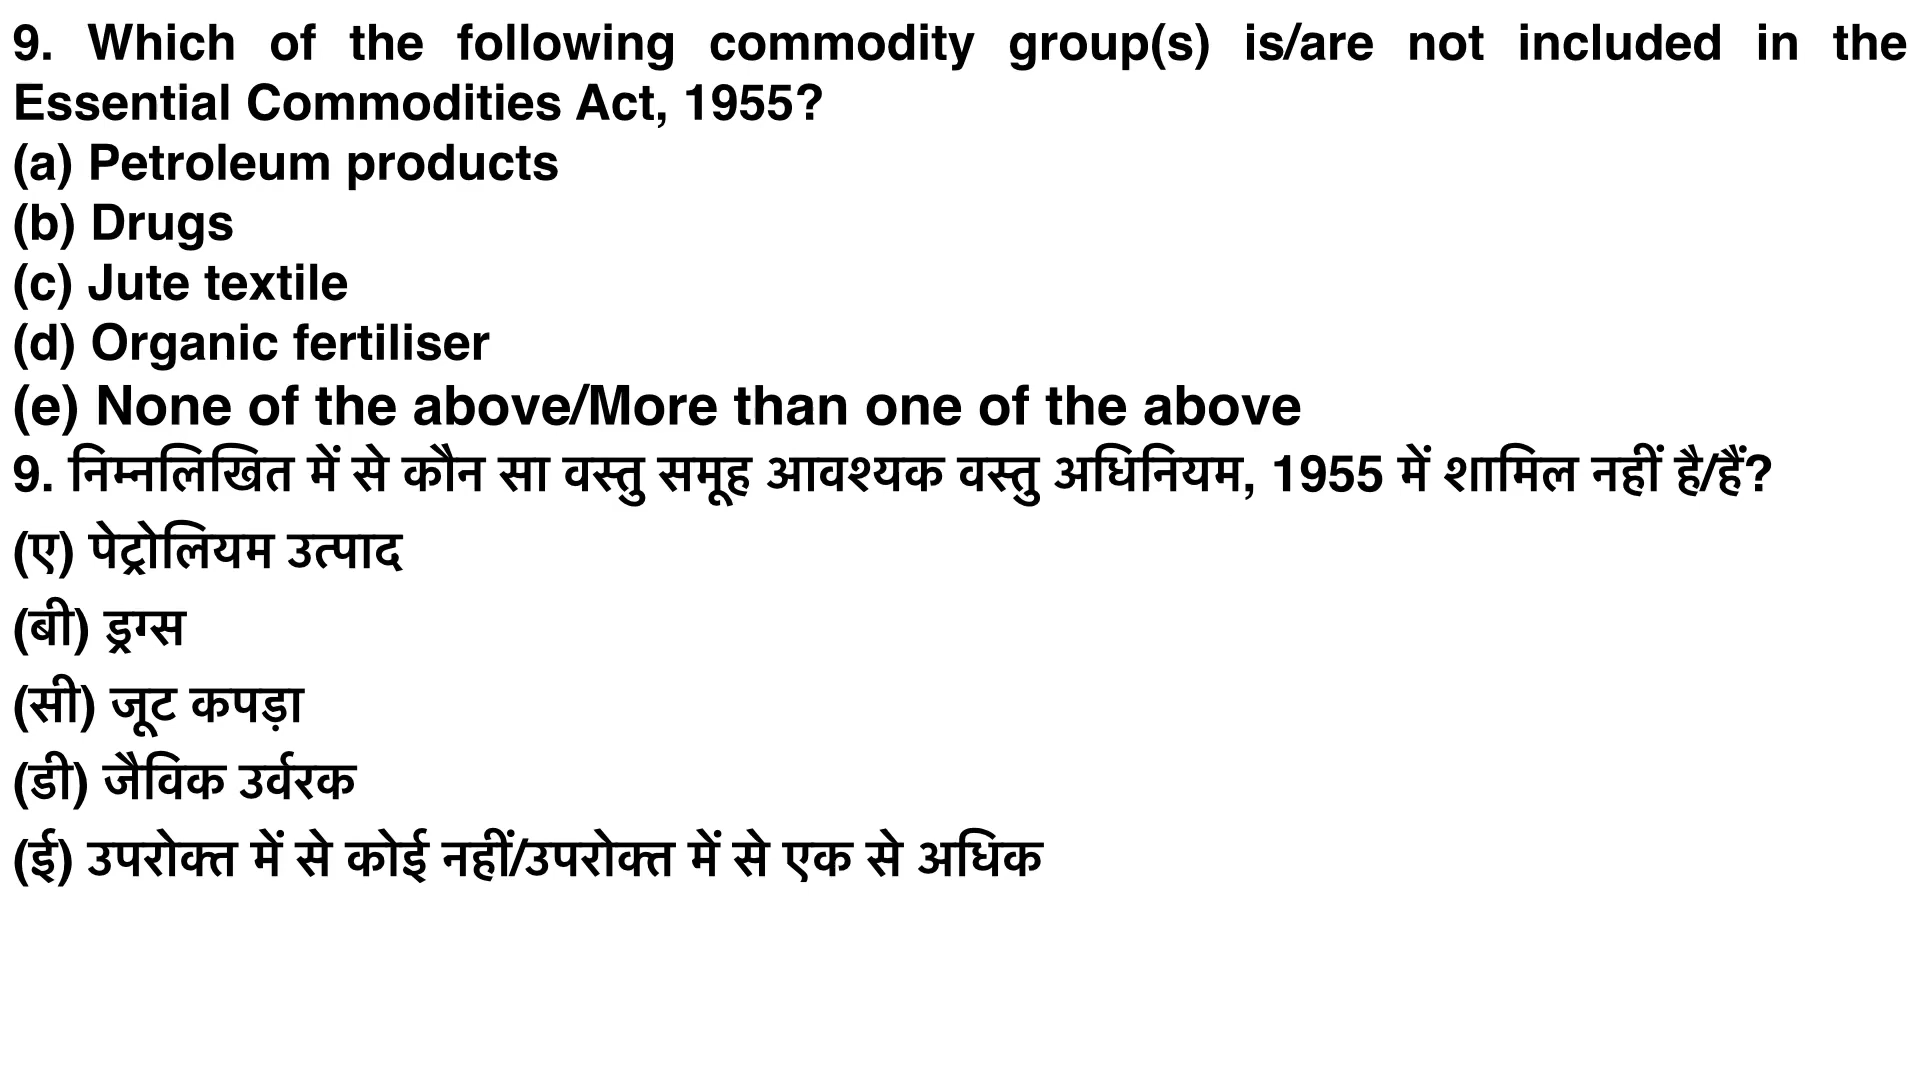 9. Which of the following commodity group(s) is/are not included in the
Essential Commodities Act, 1955?
(a) Petroleum products
(b) Drugs
(c) Jute textile
(d) Organic fertiliser
(e) None of the above/More than one of the above
9. निम्नलिखित में से कौन सा वस्तु समूह आवश्यक वस्तु अधिनियम, 1955 में शामिल नहीं है/हैं?
(ए) पेट्रोलियम उत्पाद
(बी) ड्रग्स
(सी) जूट कपड़ा
(डी) जैविक उर्वरक
(ई) उपरोक्त में से कोई नहीं/उपरोक्त में से एक से अधिक